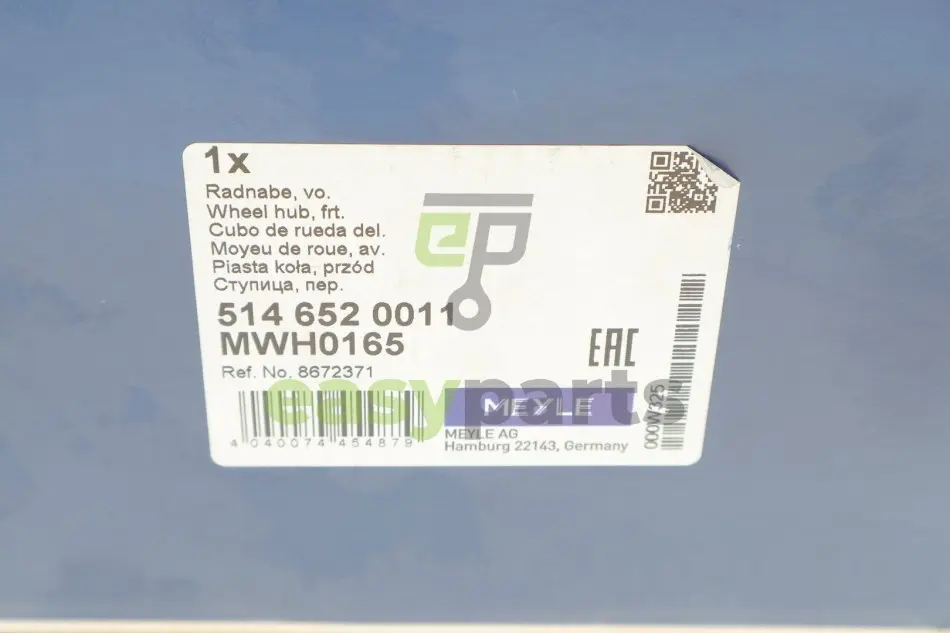 1x
Radnabe, vo.
Wheel hub, frt.
Cubo de rueda del.
Moyeu de roue, av.
Piasta koła, przód
Ступица, пер.
514 652 0011
MWH0165
Ref. No. 8672371
4 040074 454879
MEYLE
MEYLE AG
Hamburg 22143, Germany
EAC
000W325
ep
easyparts